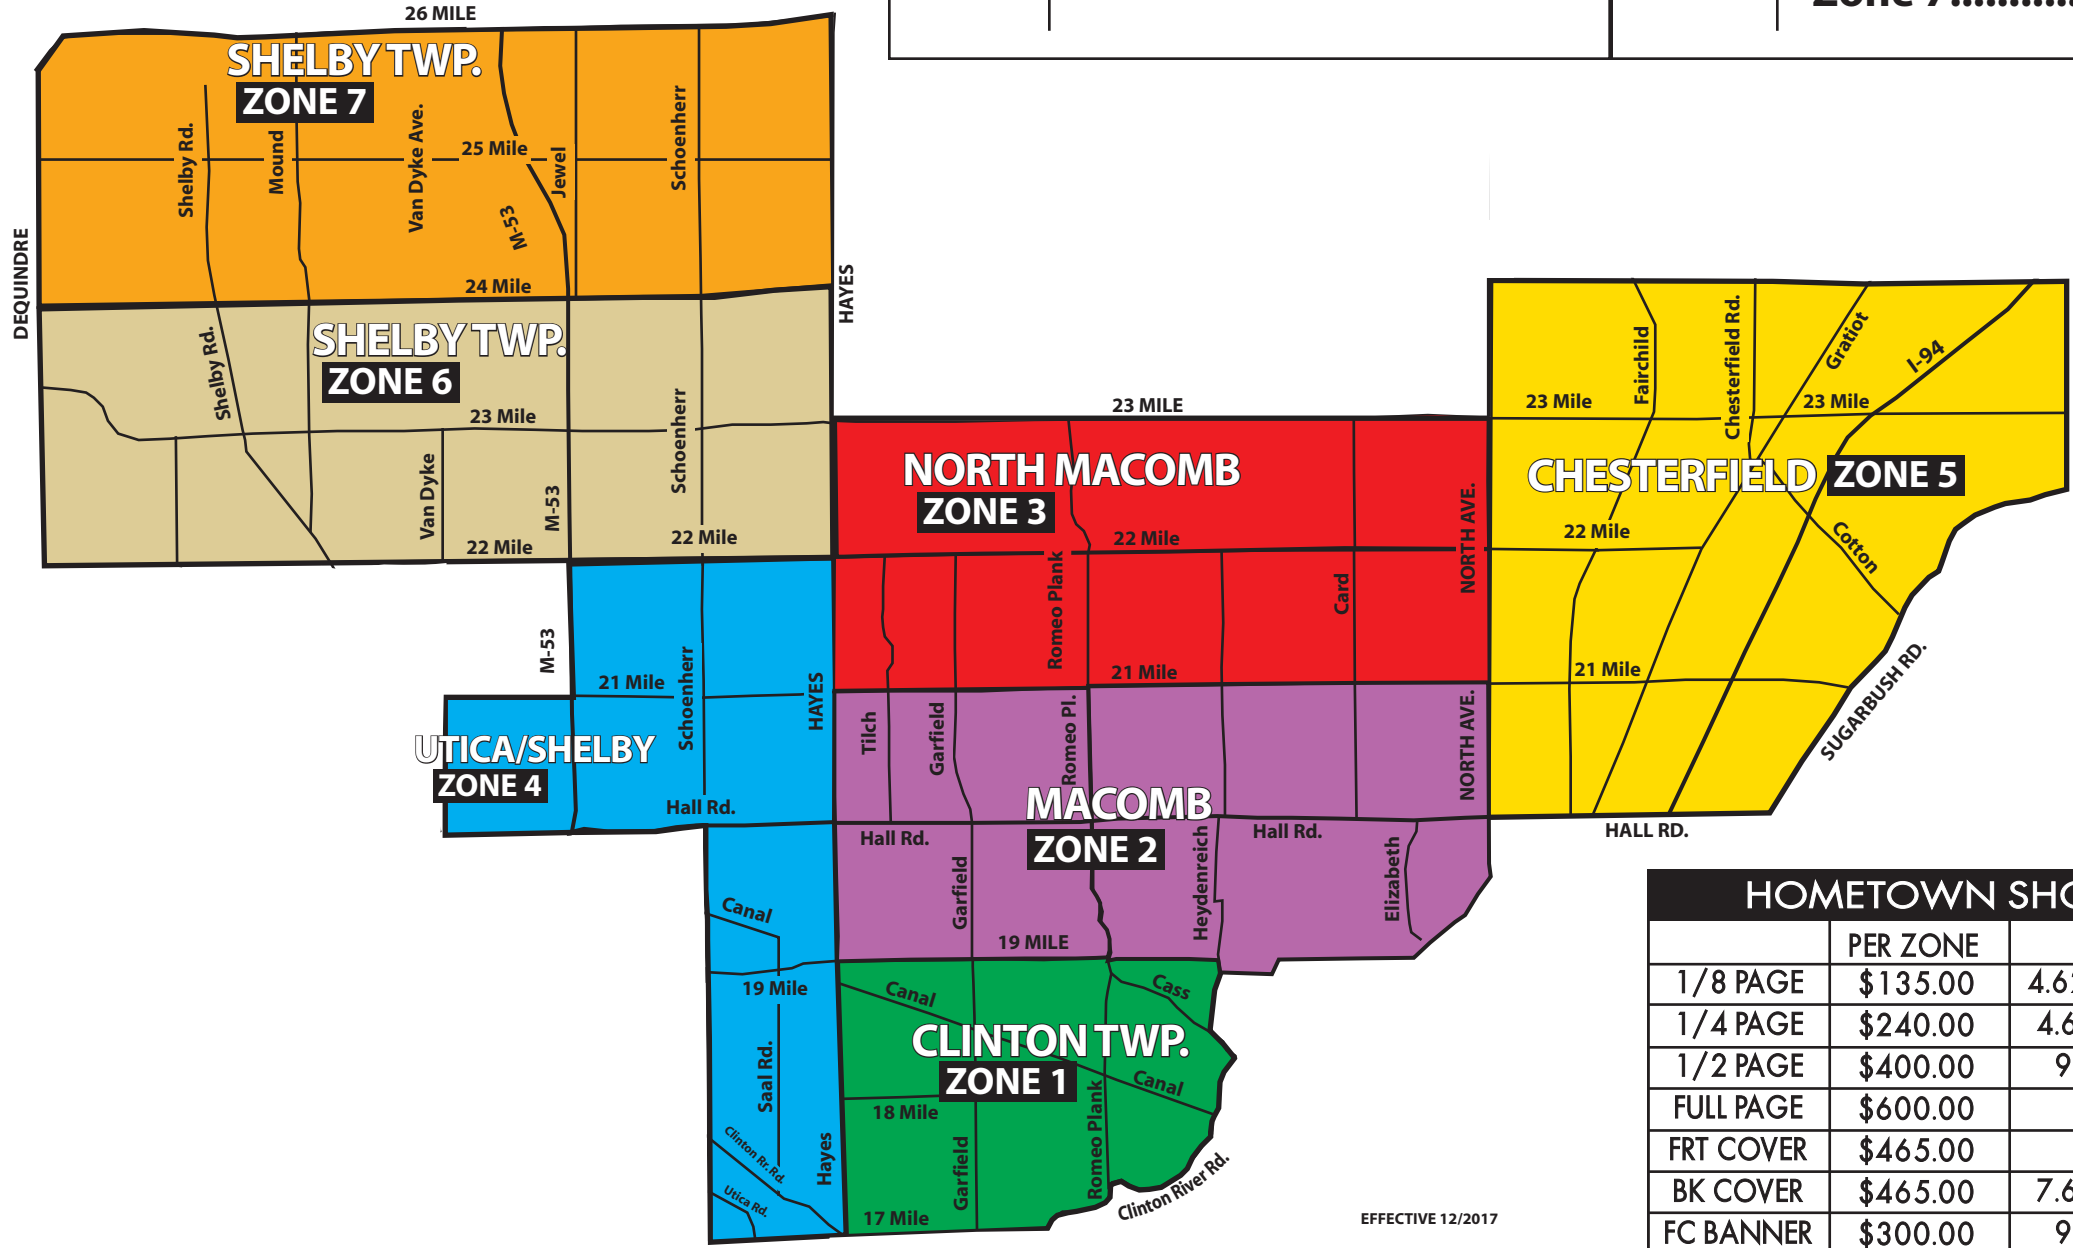 Zone 7
26 MILE
SHELBY TWP.
ZONE 7
Shelby Rd.
Mound
Van Dyke Ave.
25 Mile
M-53
Jewel
Schoenherr
DEQUINDRE
24 Mile
HAYES
SHELBY TWP.
ZONE 6
Shelby Rd.
23 Mile
Van Dyke
M-53
Schoenherr
22 Mile
22 Mile
23 MILE
NORTH MACOMB
ZONE 3
22 Mile
Romeo Plank
Card
NORTH AVE.
21 Mile
Fairchild
Chesterfield Rd.
Gratiot
I-94
23 Mile
23 Mile
CHESTERFIELD
ZONE 5
22 Mile
Cotton
21 Mile
SUGARBUSH RD.
HALL RD.
M-53
21 Mile
Schoenherr
HAYES
UTICA/SHELBY
ZONE 4
Hall Rd.
Tilch
Garfield
Romeo Pl.
NORTH AVE.
MACOMB
ZONE 2
Hall Rd.
Hall Rd.
Garfield
Heydenreich
Elizabeth
19 MILE
Canal
19 Mile
Saal Rd.
Clinton Rr. Rd.
Utica Rd.
Hayes
Canal
Cass
CLINTON TWP.
ZONE 1
Canal
18 Mile
Garfield
Romeo Plank
17 Mile
Clinton River Rd.
EFFECTIVE 12/2017
HOMETOWN
PER ZONE
1/8 PAGE $135.00
1/4 PAGE $240.00
1/2 PAGE $400.00
FULL PAGE $600.00
FRT COVER $465.00
BK COVER $465.00
FC BANNER $300.00